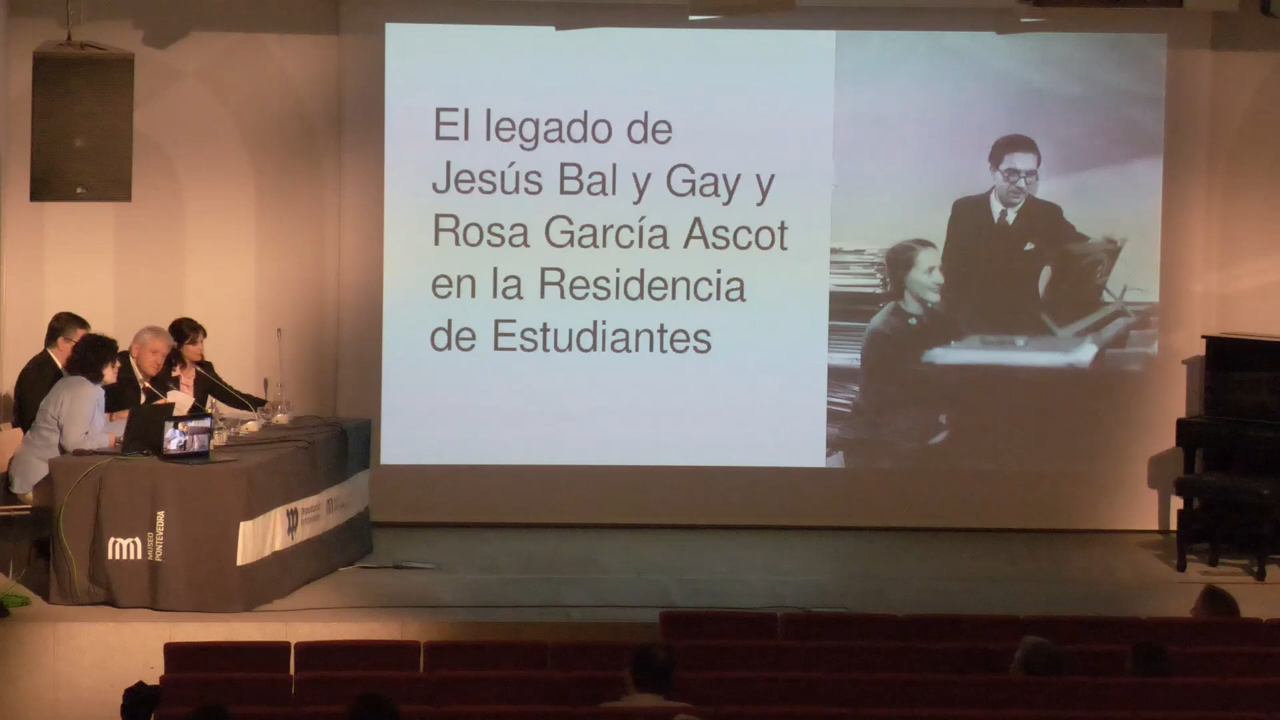 El legado de
Jesús Bal y Gay y
Rosa García Ascot
en la Residencia
de Estudiantes
MUSEO
PONTEVEDRA